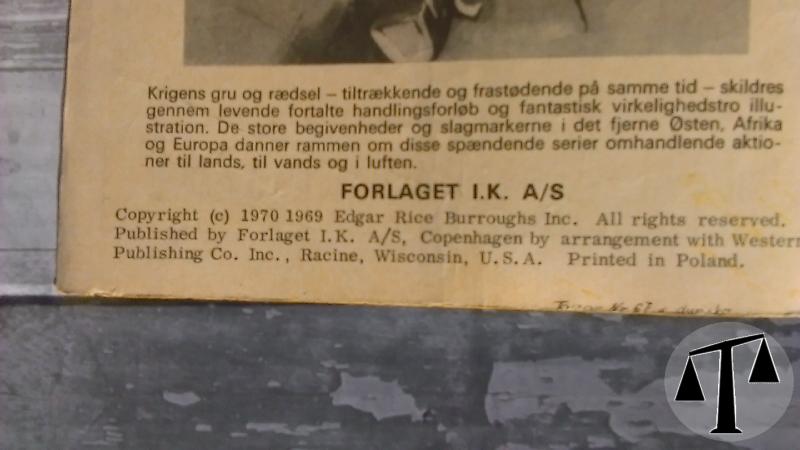 Krigens gru og rædsel – tiltrækkende og frastødende på samme tid – skildres
gennem levende fortalte handlingsforløb og fantastisk virkelighedstro illu-
stration. De store begivenheder og slagmarkerne i det fjerne Østen, Afrika
og Europa danner rammen om disse spændende serier omhandlende aktio-
ner til lands, til vands og i luften.
FORLAGET I.K. A/S
Copyright (c) 1970 1969 Edgar Rice Burroughs Inc. All rights reserved.
Published by Forlaget I.K. A/S, Copenhagen by arrangement with Western
Publishing Co. Inc., Racine, Wisconsin, U.S.A. Printed in Poland.
Nr 67